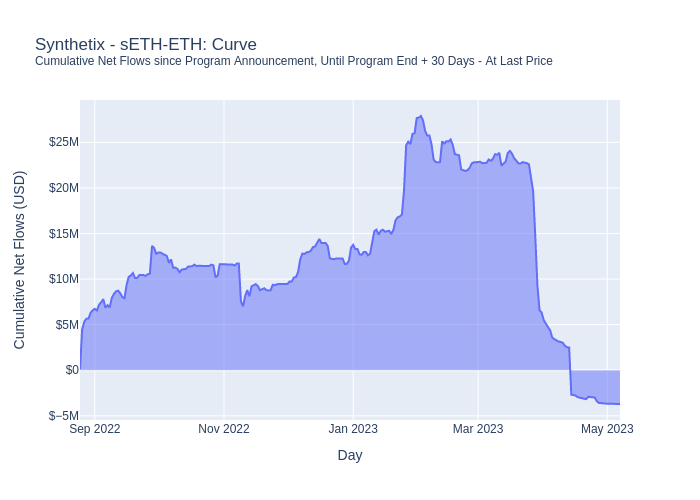 Synthetix - sETH-ETH: Curve
Cumulative Net Flows since Program Announcement, Until Program End + 30 Days - At Last Price
Cumulative Net Flows (USD)
$25M
$20M
$15M
$10M
$5M
$0
$−5M
Sep 2022
Nov 2022
Jan 2023
Mar 2023
May 2023
Day